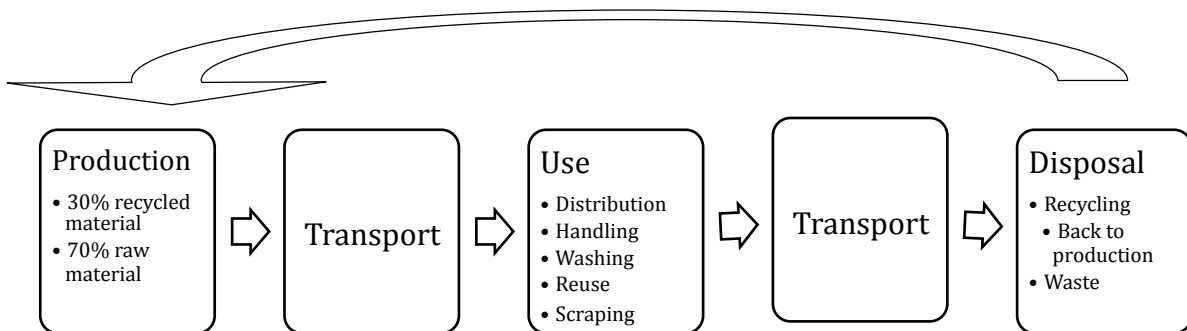 Production
• 30% recycled
material
• 70% raw
material
Transport
Use
• Distribution
• Handling
• Washing
• Reuse
• Scraping
Transport
Disposal
• Recycling
• Back to
production
• Waste